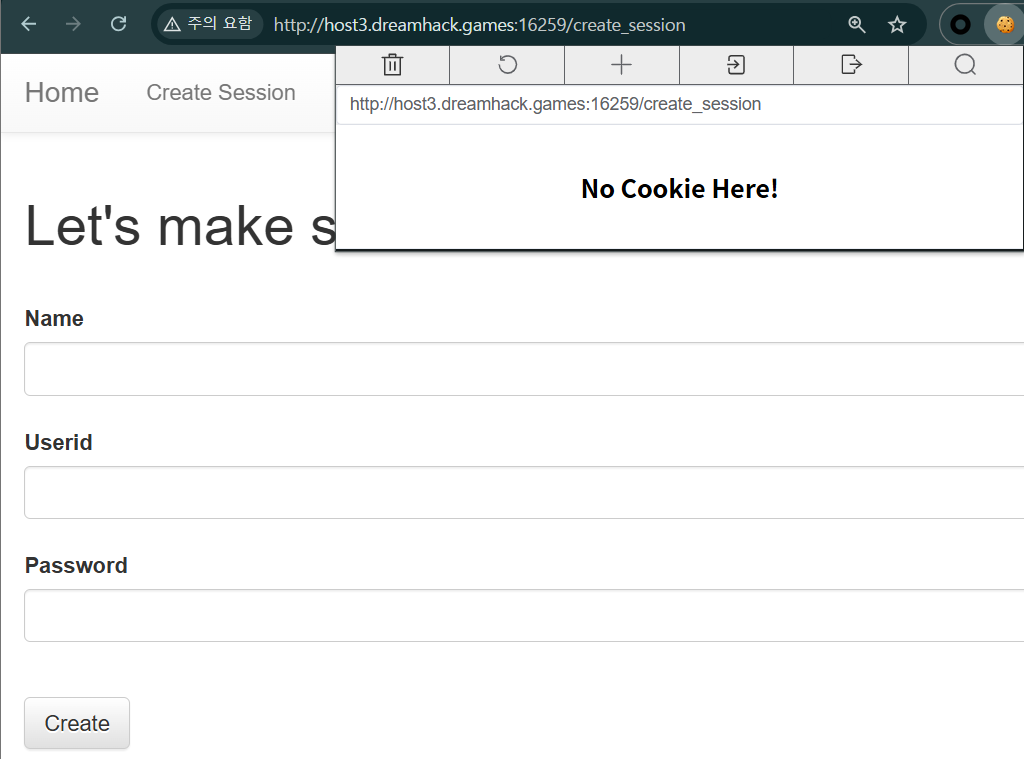 주의 요함 http://host3.dreamhack.games:16259/create_session
Home Create Session
http://host3.dreamhack.games:16259/create_session
No Cookie Here!
Let's make s
Name
Userid
Password
Create